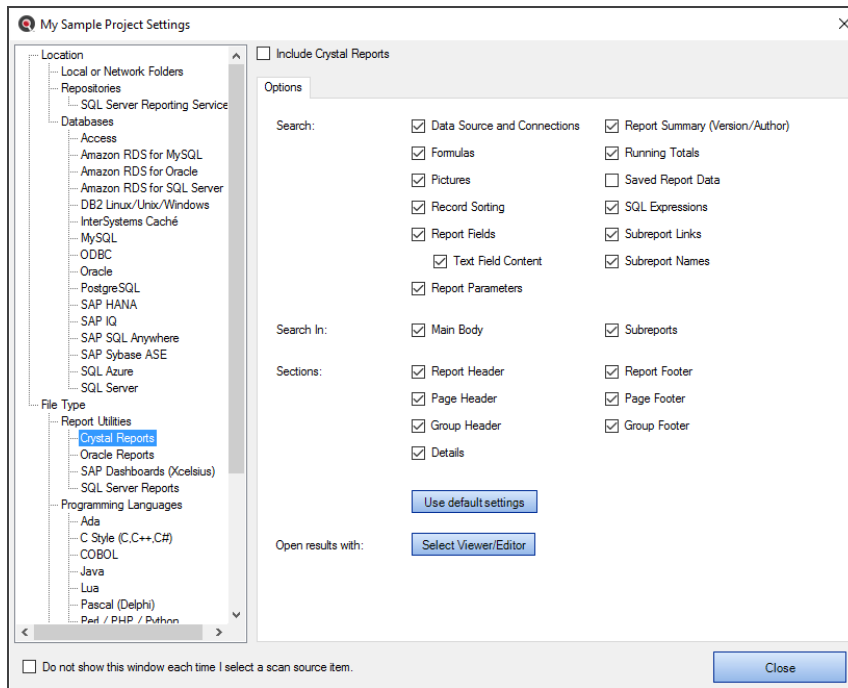 My Sample Project Settings
Location
Local or Network Folders
Repositories
SQL Server Reporting Service
Databases
Access
Amazon RDS for MySQL
Amazon RDS for Oracle
Amazon RDS for SQL Server
DB2 Linux/Unix/Windows
InterSystems Caché
MySQL
ODBC
Oracle
PostgreSQL
SAP HANA
SAP IQ
SAP SQL Anywhere
SAP Sybase ASE
SQL Azure
SQL Server
File Type
Report Utilities
Crystal Reports
Oracle Reports
SAP Dashboards (Xcelsius)
SQL Server Reports
Programming Languages
Ada
C Style (C,C++,C#)
COBOL
Java
Lua
Pascal (Delphi)
Perl / PHP / Python
Include Crystal Reports
Options
Search: Data Source and Connections Report Summary (Version/Author)
Formulas Running Totals
Pictures Saved Report Data
Record Sorting SQL Expressions
Report Fields Subreport Links
Text Field Content Subreport Names
Report Parameters
Search In: Main Body Subreports
Sections: Report Header Report Footer
Page Header Page Footer
Group Header Group Footer
Details
Use default settings
Open results with: Select Viewer/Editor
Do not show this window each time I select a scan source item.
Close